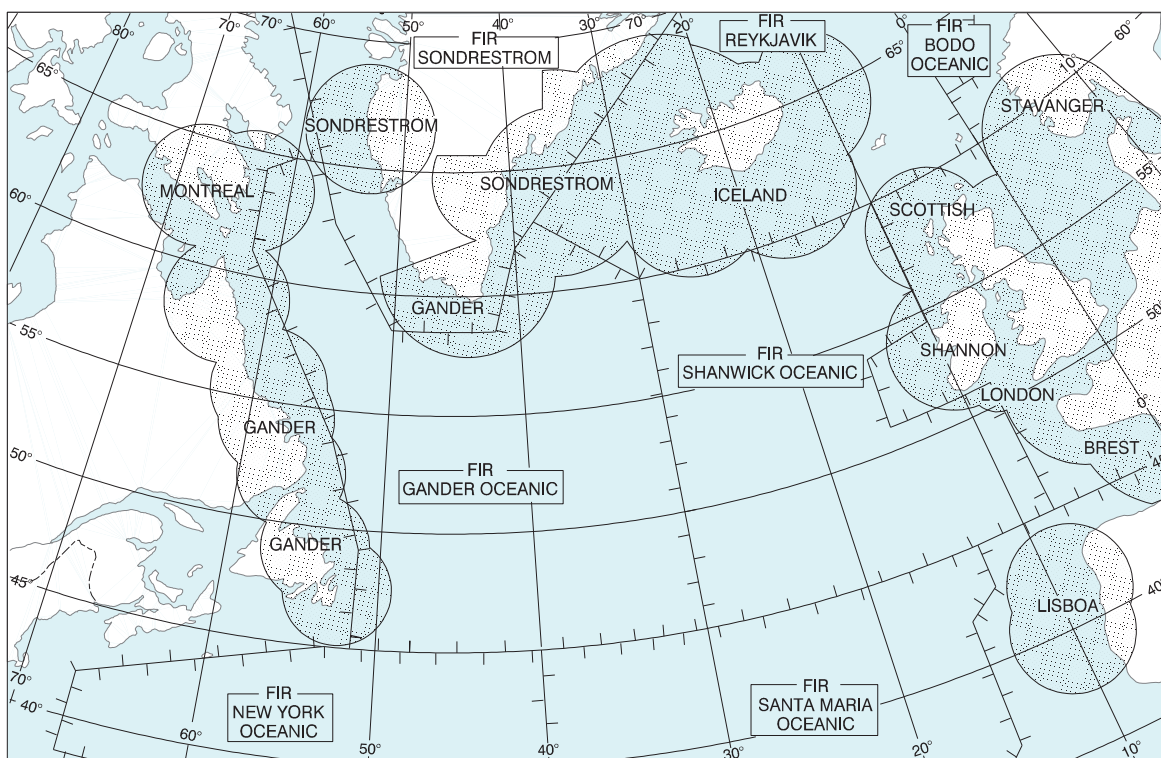 70°
70°
60°
50°
40°
30°
70°
20°
0°
80°
65°
FIR
SONDRESTROM
FIR
REYKJAVIK
FIR
BODO
OCEANIC
65°
60°
10°
STAVANGER
SONDRESTROM
MONTREAL
SONDRESTROM
ICELAND
SCOTTISH
55°
60°
GANDER
50°
55°
FIR
SHANWICK OCEANIC
SHANNON
LONDON
0°
GANDER
BREST
50°
45°
FIR
GANDER OCEANIC
GANDER
45°
LISBOA
40°
70°
40°
FIR
NEW YORK
OCEANIC
FIR
SANTA MARIA
OCEANIC
60°
50°
40°
30°
20°
10°